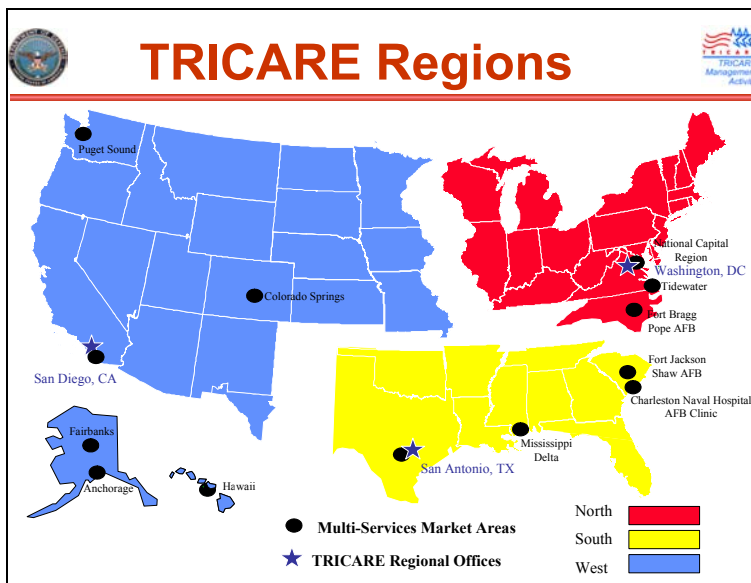 TRICARE Regions
TRICARE
Management
Puget Sound
National Capital
Region
Washington, DC
Tidewater
Colorado Springs
Fort Bragg
Pope AFB
San Diego, CA
Fort Jackson
Shaw AFB
Charleston Naval Hospital
AFB Clinic
Fairbanks
Mississippi
Delta
San Antonio, TX
Anchorage
Hawaii
Multi-Services Market Areas
TRICARE Regional Offices
North
South
West